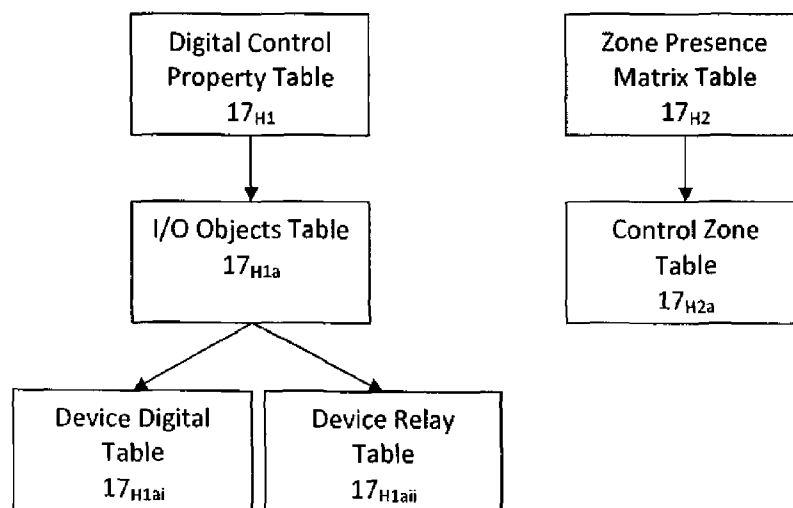 Digital Control
Property Table
17H1
Zone Presence
Matrix Table
17H2
I/O Objects Table
17H1a
Control Zone
Table
17H2a
Device Digital
Table
17H1ai
Device Relay
Table
17H1aii